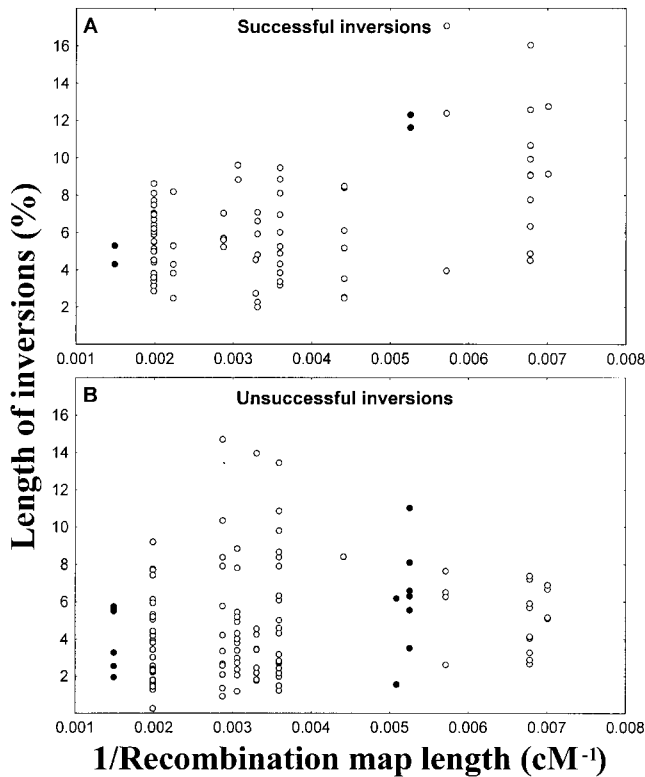 A
Successful inversions
16
14
12
10
8
6
4
2
0.001 0.002 0.003 0.004 0.005 0.006 0.007 0.008
Length of inversions (%)
B
Unsuccessful inversions
16
14
12
10
8
6
4
2
0.001 0.002 0.003 0.004 0.005 0.006 0.007 0.008
1/Recombination map length (cM⁻¹)